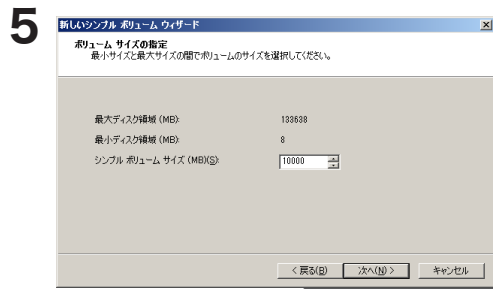 5
新しいシンプル ボリューム ウィザード
ボリューム サイズの指定
最小サイズと最大サイズの間でボリュームのサイズを選択してください。
最大ディスク領域 (MB): 133638
最小ディスク領域 (MB): 8
シンプル ボリューム サイズ (MB)(S): 10000
< 戻る(B) 次へ(N) > キャンセル